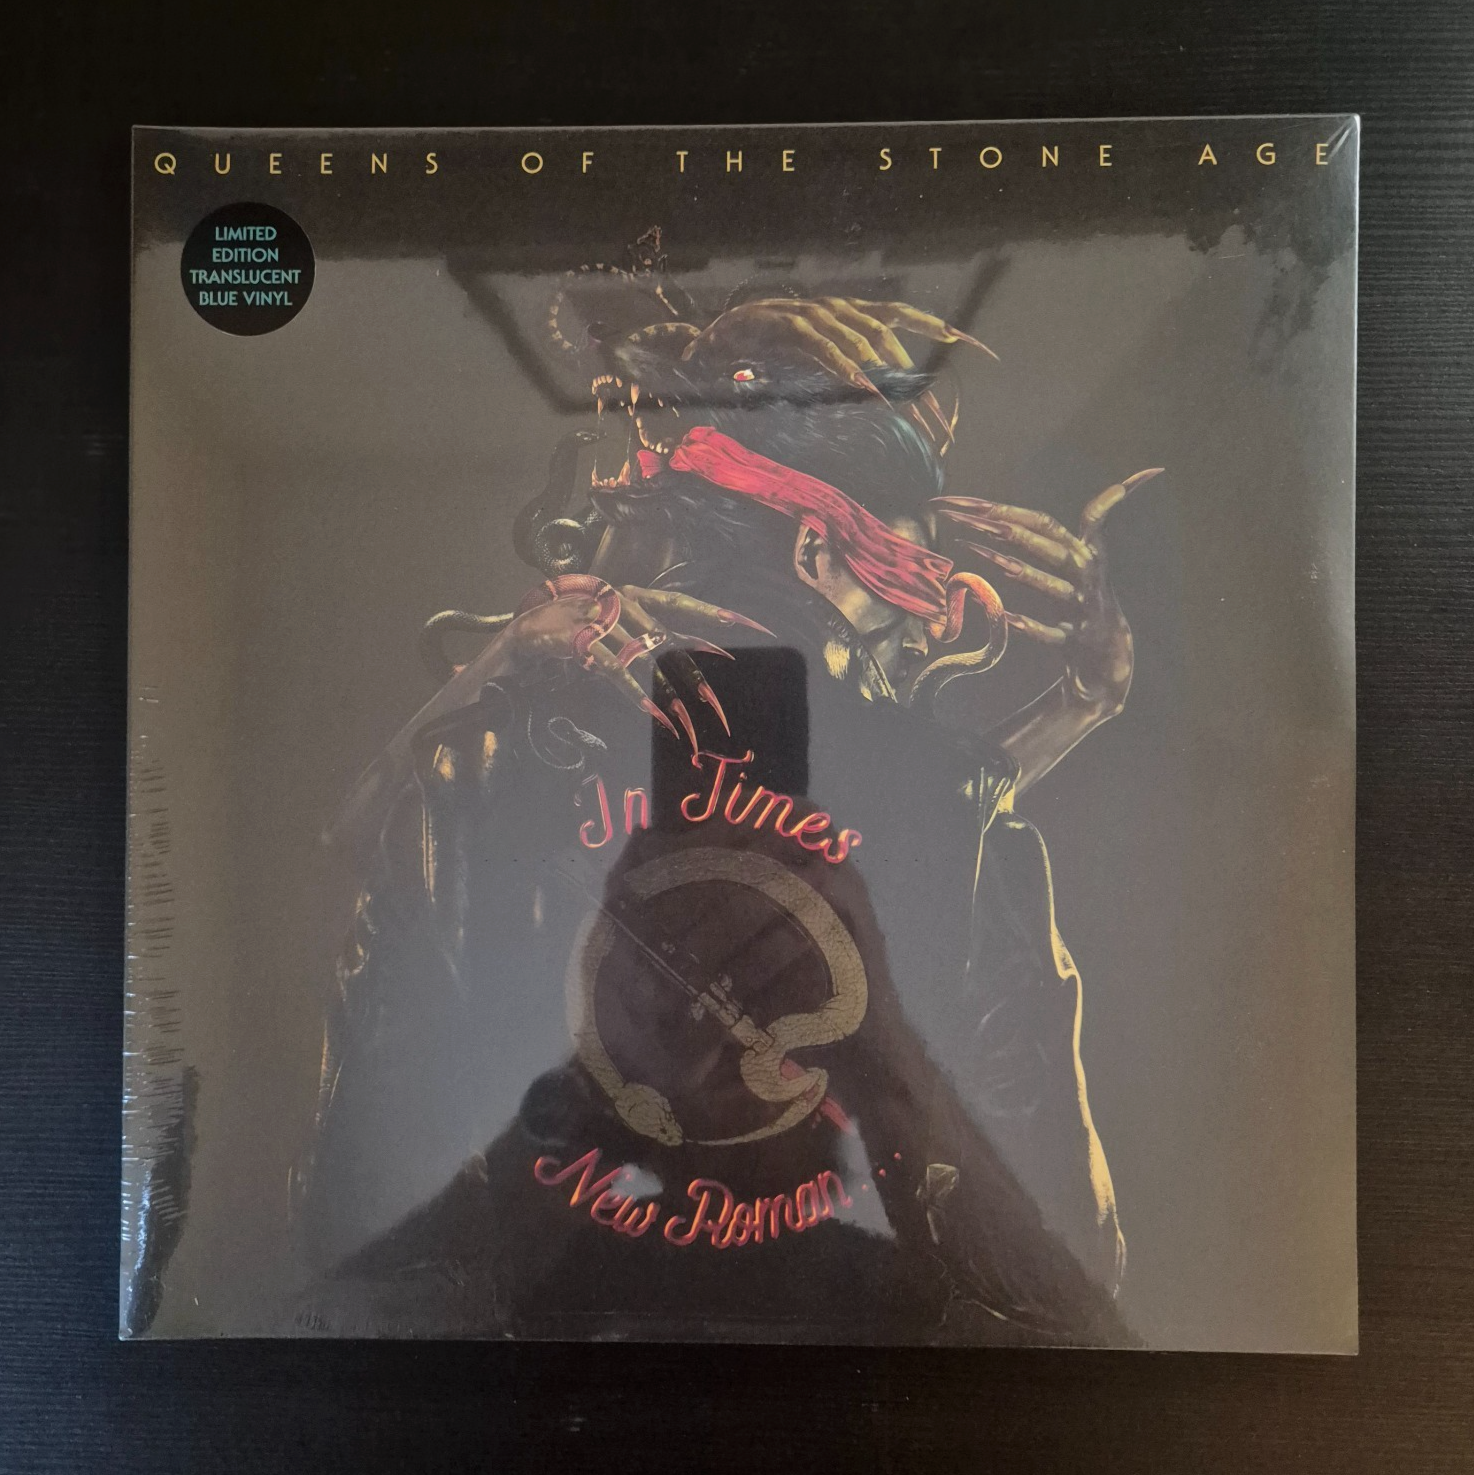 QUEENS OF THE STONE AGE
LIMITED
EDITION
TRANSLUCENT
BLUE VINYL
In Times
New Roman...